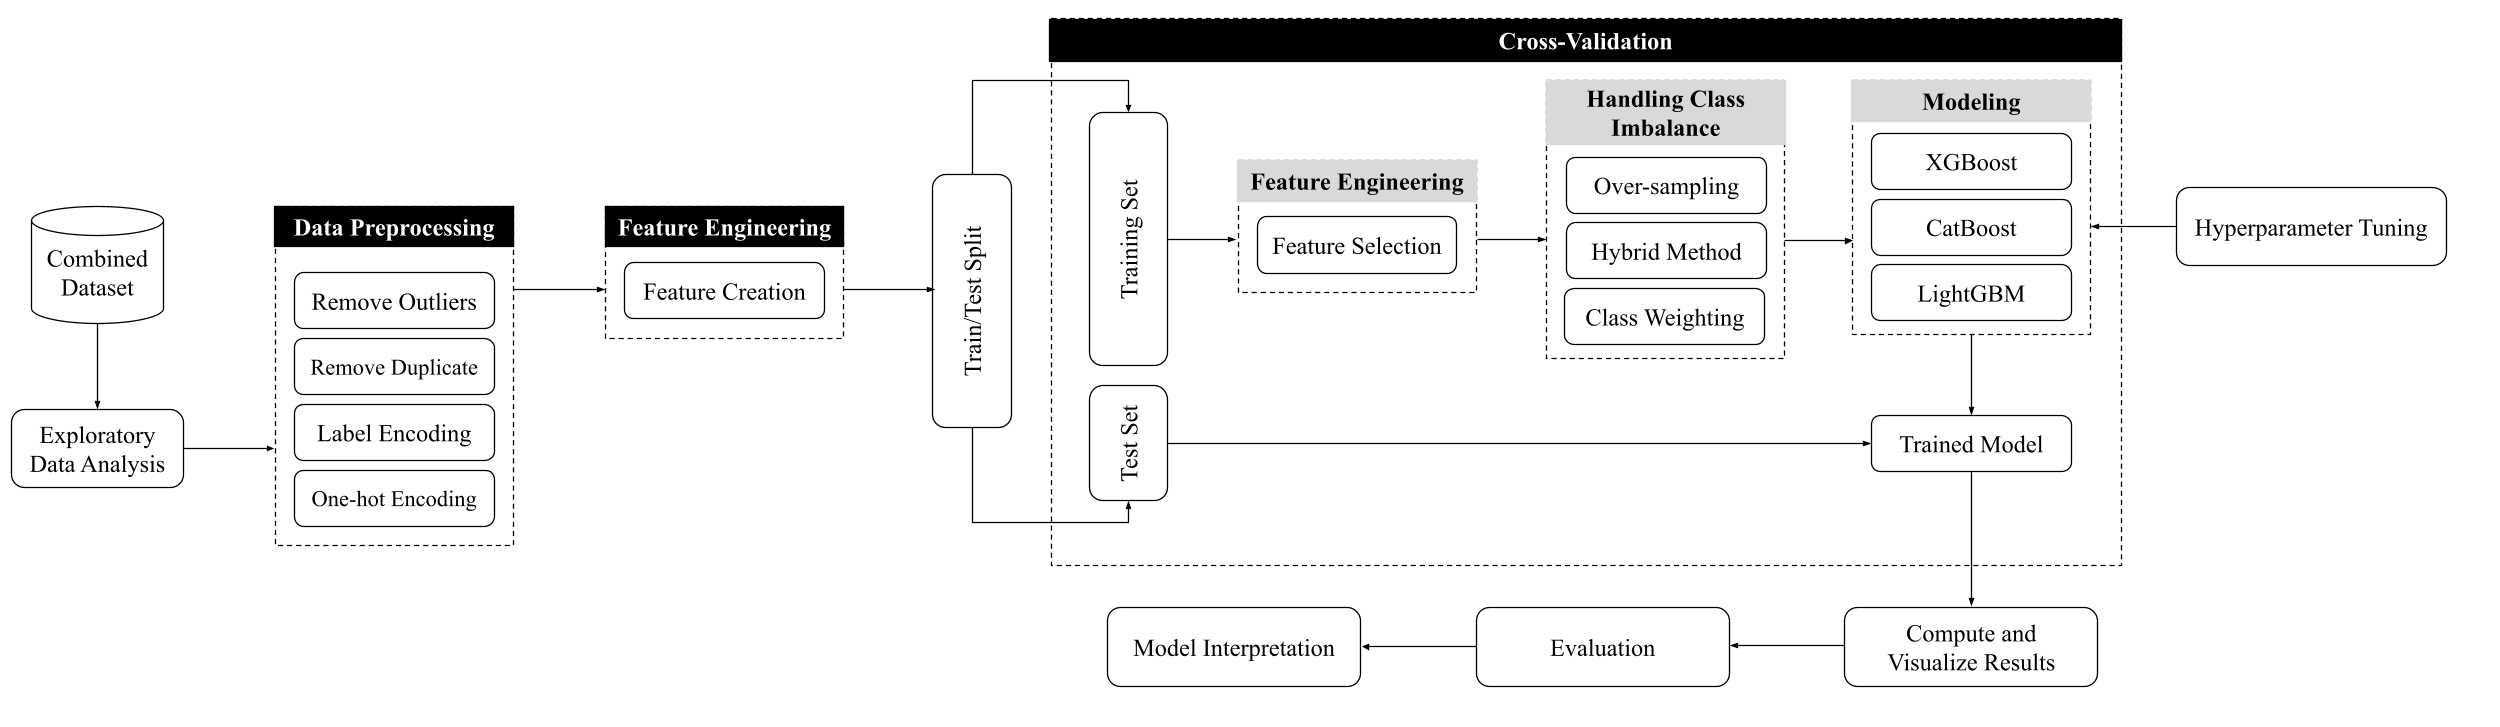 Combined
Dataset
Exploratory
Data Analysis
Data Preprocessing
Remove Outliers
Remove Duplicate
Label Encoding
One-hot Encoding
Feature Engineering
Feature Creation
Train/Test Split
Cross-Validation
Training Set
Test Set
Feature Engineering
Feature Selection
Handling Class
Imbalance
Over-sampling
Hybrid Method
Class Weighting
Modeling
XGBoost
CatBoost
LightGBM
Hyperparameter Tuning
Trained Model
Compute and
Visualize Results
Evaluation
Model Interpretation